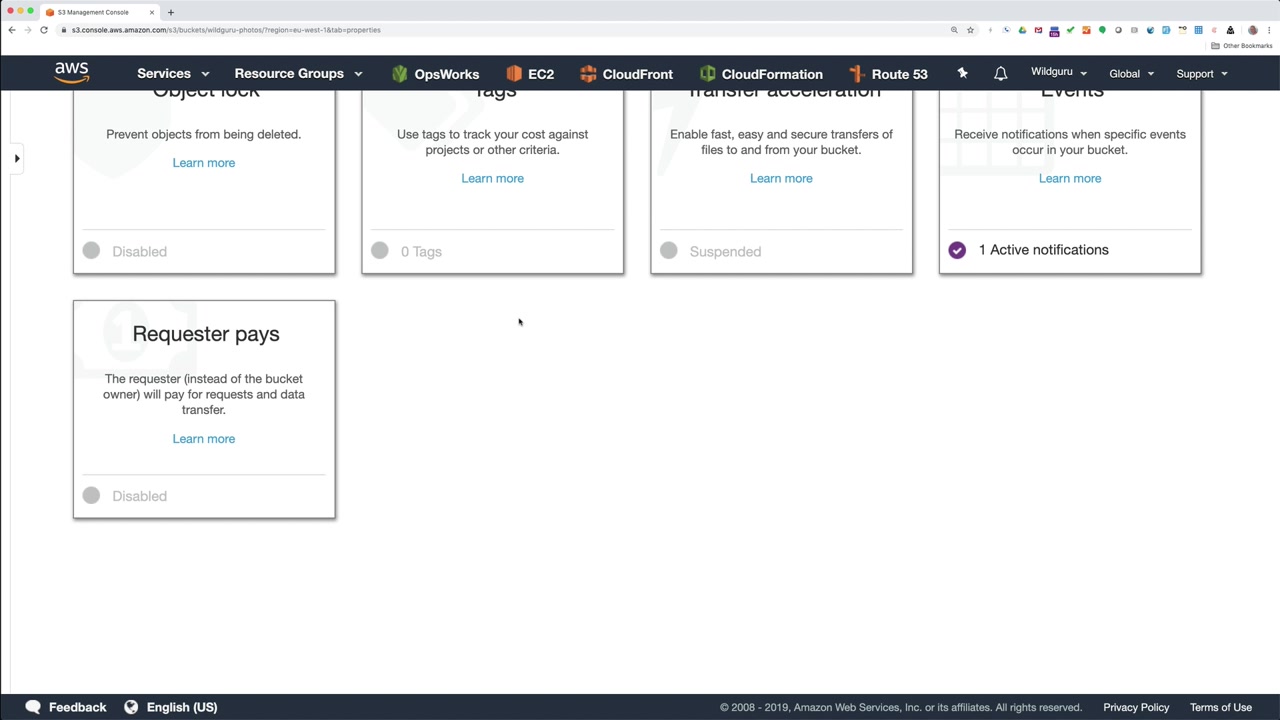 S3 Management Console
s3.console.aws.amazon.com/s3/buckets/wildguru-photos/?region=eu-west-1&tab=properties
Other Bookmarks
aws
Services
Resource Groups
OpsWorks
EC2
CloudFront
CloudFormation
Route 53
Wildguru
Global
Support
Object lock
Prevent objects from being deleted.
Learn more
Disabled
Tags
Use tags to track your cost against
projects or other criteria.
Learn more
0 Tags
Transfer acceleration
Enable fast, easy and secure transfers of
files to and from your bucket.
Learn more
Suspended
Events
Receive notifications when specific events
occur in your bucket.
Learn more
1 Active notifications
Requester pays
The requester (instead of the bucket
owner) will pay for requests and data
transfer.
Learn more
Disabled
Feedback
English (US)
© 2008 - 2019, Amazon Web Services, Inc. or its affiliates. All rights reserved.
Privacy Policy
Terms of Use